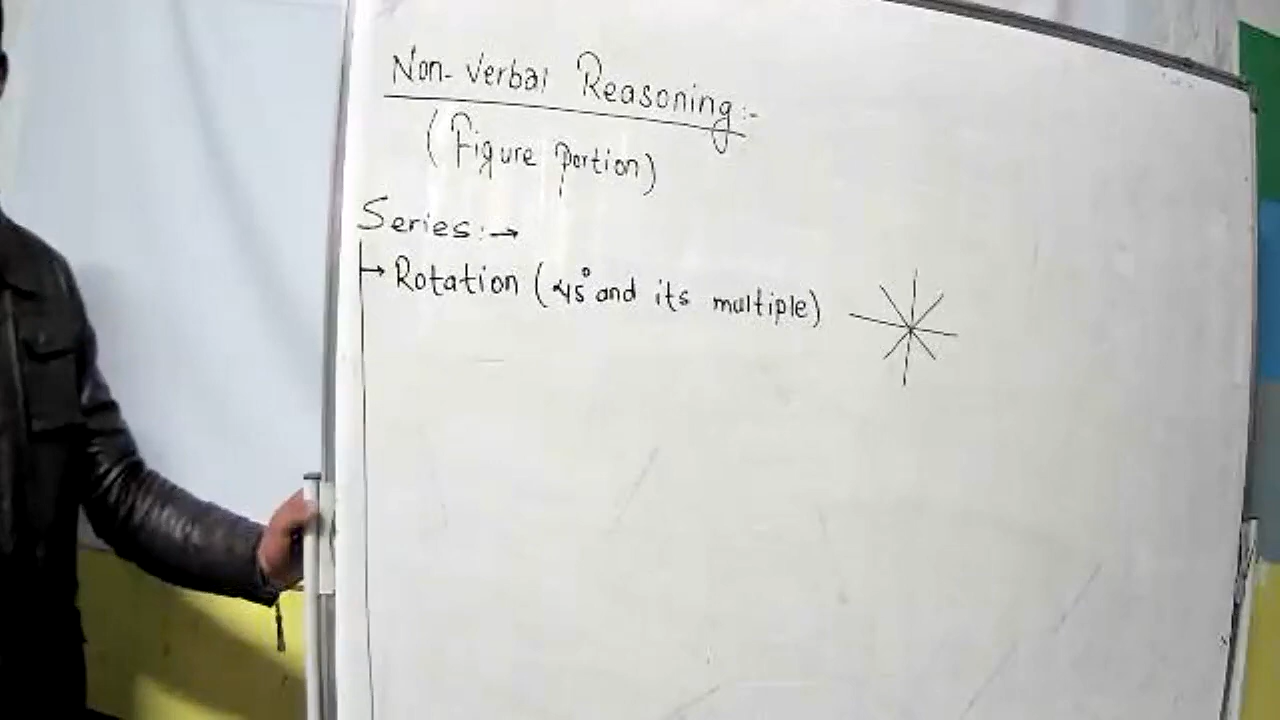 Non-Verbal Reasoning:-
(Figure Portion)
Series:→
→ Rotation (45° and its multiple)